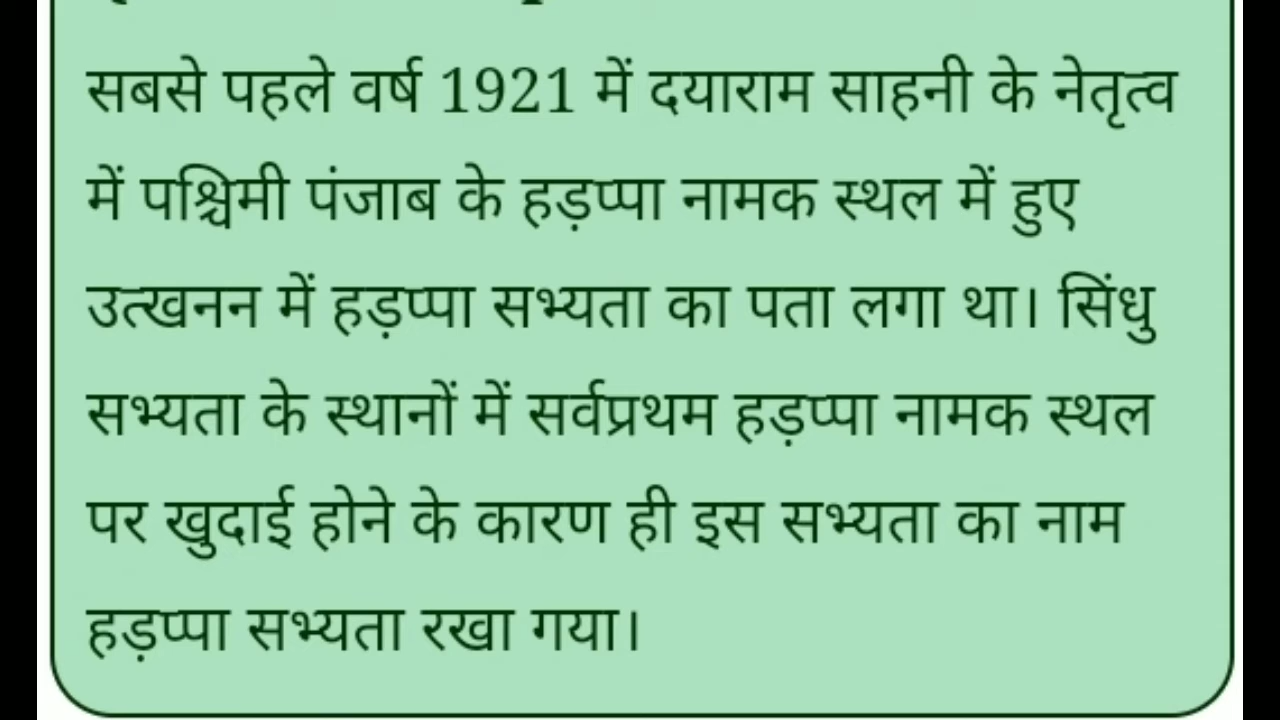 सबसे पहले वर्ष 1921 में दयाराम साहनी के नेतृत्व
में पश्चिमी पंजाब के हड़प्पा नामक स्थल में हुए
उत्खनन में हड़प्पा सभ्यता का पता लगा था। सिंधु
सभ्यता के स्थानों में सर्वप्रथम हड़प्पा नामक स्थल
पर खुदाई होने के कारण ही इस सभ्यता का नाम
हड़प्पा सभ्यता रखा गया।